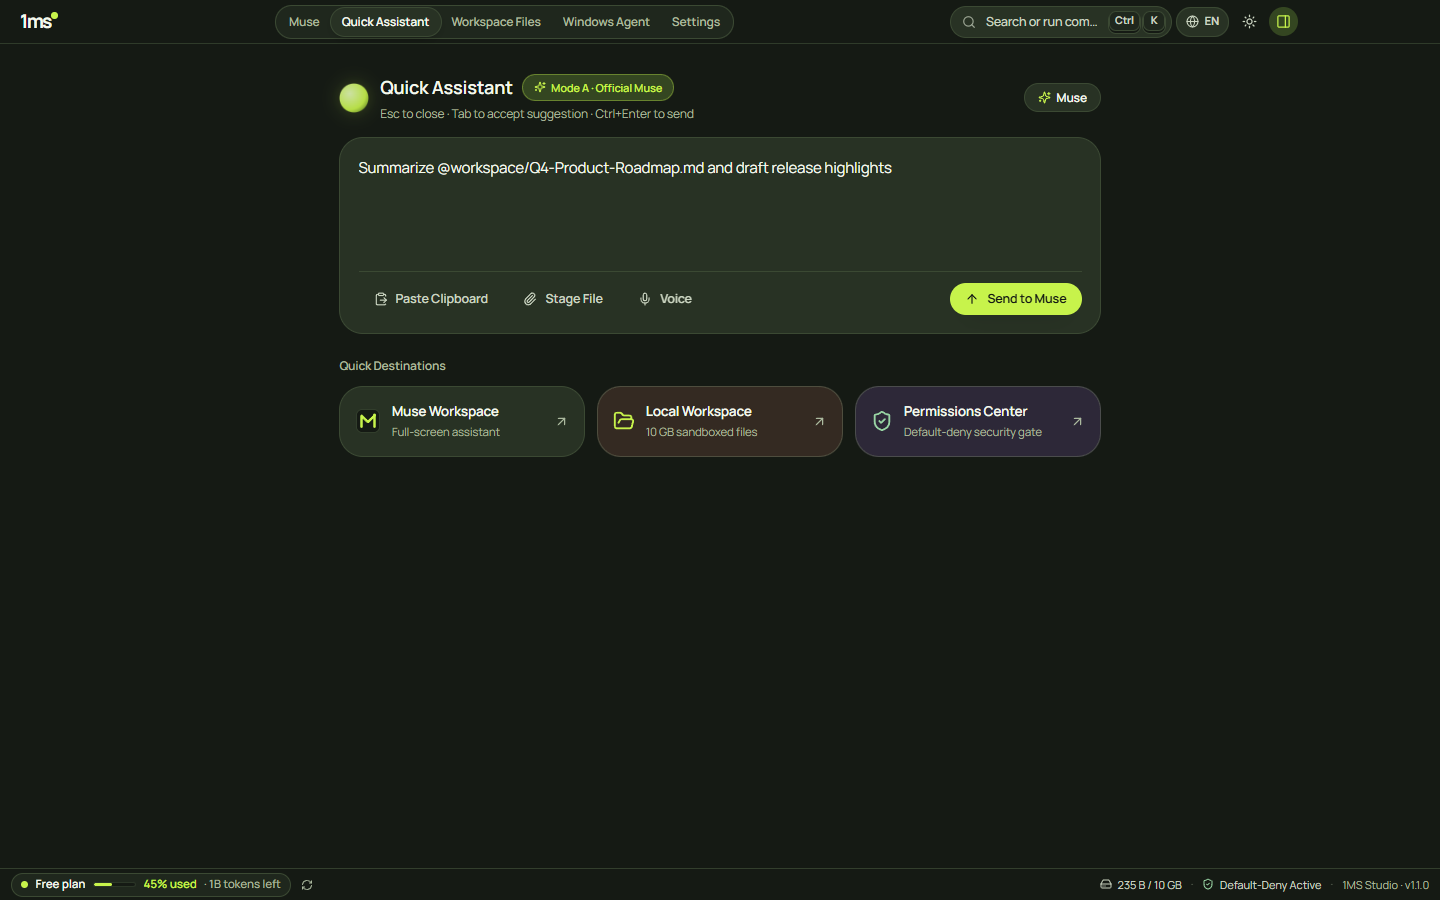 1ms
Muse
Quick Assistant
Workspace Files
Windows Agent
Settings
Search or run com...
Ctrl
K
EN
Quick Assistant
Mode A · Official Muse
Esc to close · Tab to accept suggestion · Ctrl+Enter to send
Muse
Summarize @workspace/Q4-Product-Roadmap.md and draft release highlights
Paste Clipboard
Stage File
Voice
Send to Muse
Quick Destinations
M
Muse Workspace
Full-screen assistant
Local Workspace
10 GB sandboxed files
Permissions Center
Default-deny security gate
Free plan
45% used
· 1B tokens left
235 B / 10 GB
·
Default-Deny Active
·
1MS Studio · v1.1.0